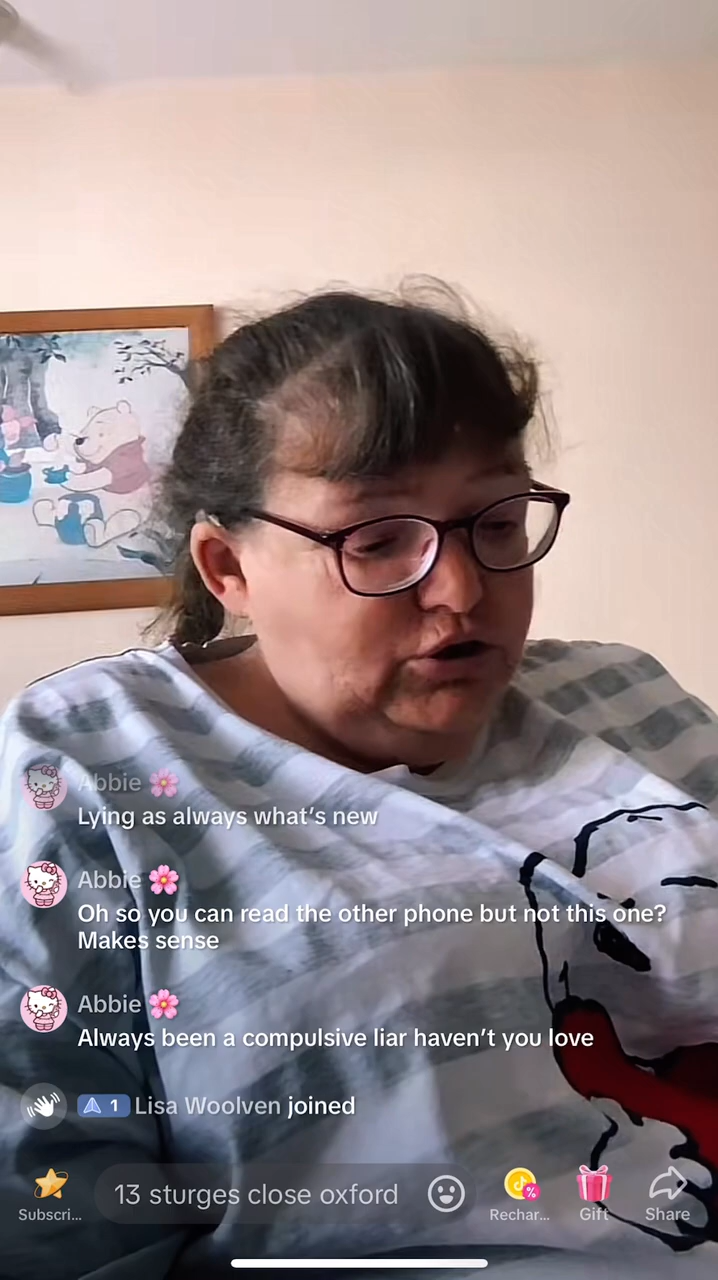 Abbie 🌸
Lying as always what's new
Abbie 🌸
Oh so you can read the other phone but not this one?
Makes sense
Abbie 🌸
Always been a compulsive liar haven't you love
1 Lisa Woolven joined
13 sturges close oxford
Subscri... Rechar... Gift Share